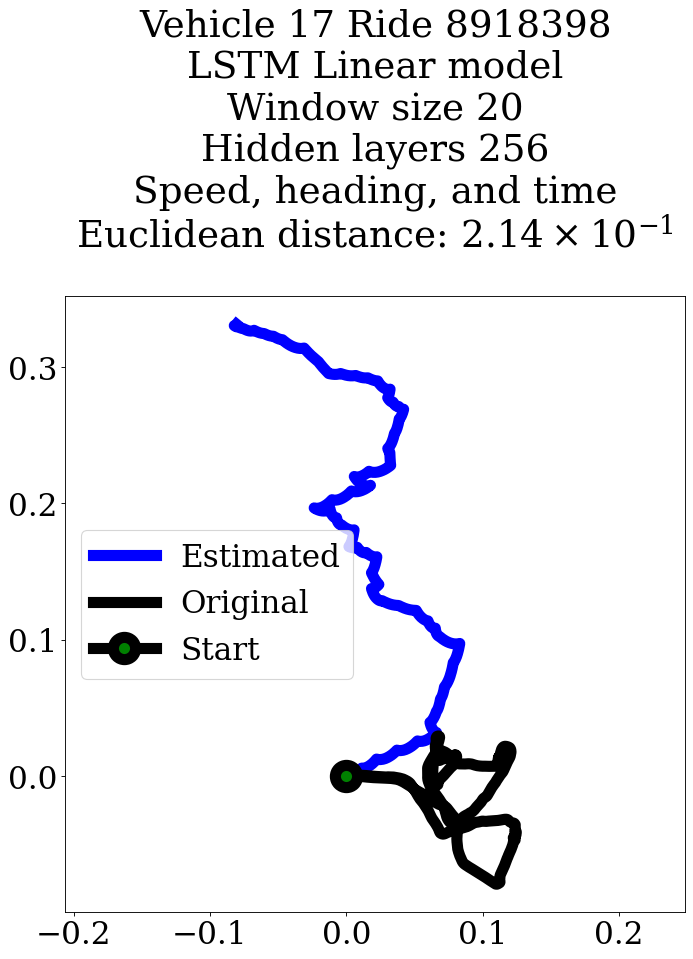 Vehicle 17 Ride 8918398
LSTM Linear model
Window size 20
Hidden layers 256
Speed, heading, and time
Euclidean distance: 2.14 × 10⁻¹
0.3
0.2
Estimated
Original
0.1
Start
0.0
−0.2 −0.1 0.0 0.1 0.2